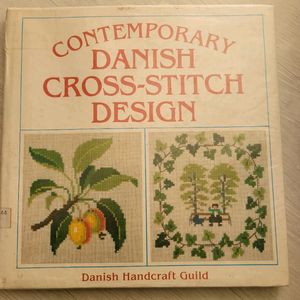 CONTEMPORARY
DANISH
CROSS-STITCH
DESIGN
Danish Handcraft Guild